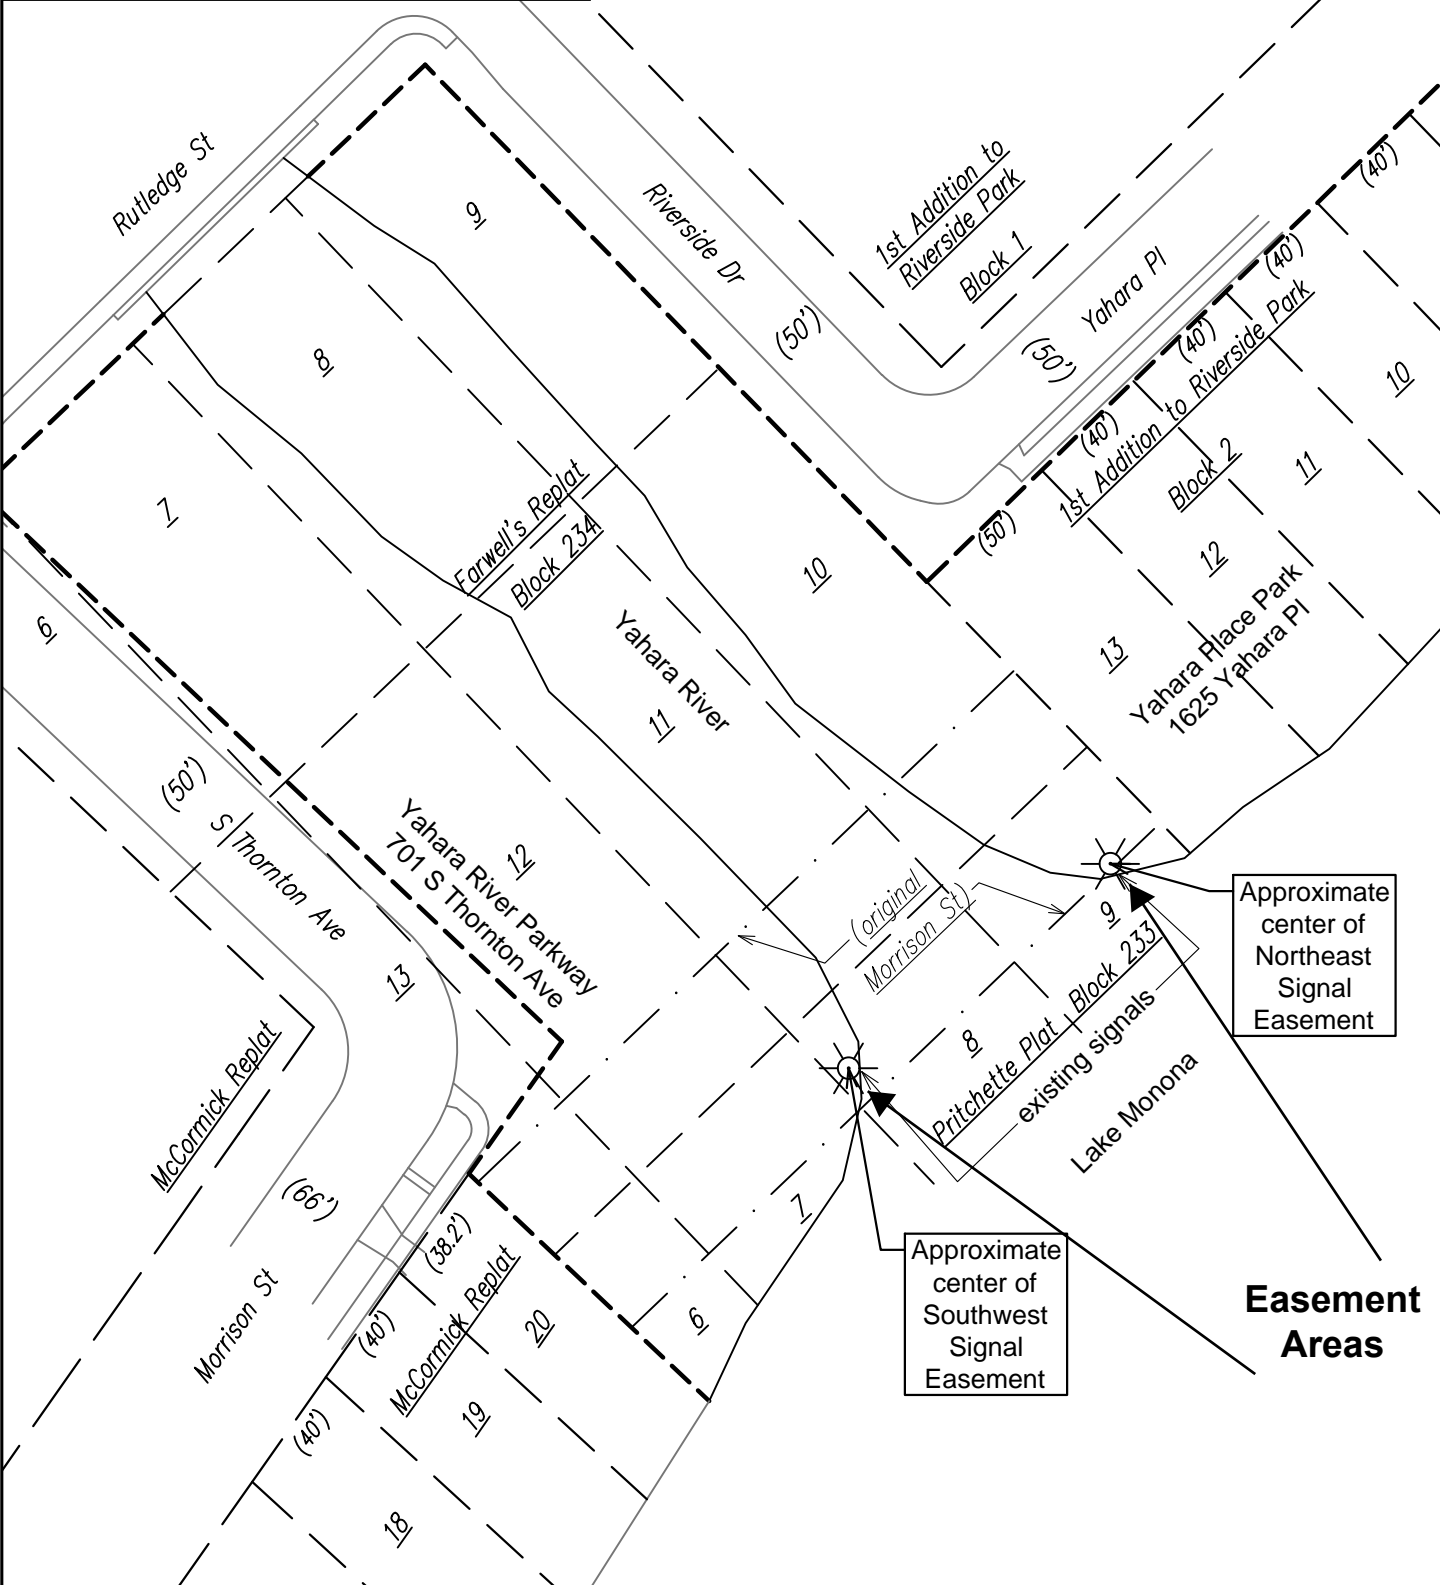 Rutledge St
9
Riverside Dr
(50')
1st Addition to
Riverside Park
Block 1
Yahara Pl
(50')
(40')
(40')
(40')
(40')
(50')
1st Addition to Riverside Park
Block 2
10
11
12
13
Yahara Place Park
1625 Yahara Pl
8
7
6
Farwell's Replat
Block 234
10
Yahara River
11
12
(50')
S Thornton Ave
Yahara River Parkway
701 S Thornton Ave
13
(original
Morrison St)
9
8
Pritchette Plat Block 233
existing signals
Lake Monona
Approximate
center of
Northeast
Signal
Easement
McCormick Replat
(66')
Morrison St
(38.2')
(40')
(40')
McCormick Replat
20
19
18
7
6
Approximate
center of
Southwest
Signal
Easement
Easement
Areas